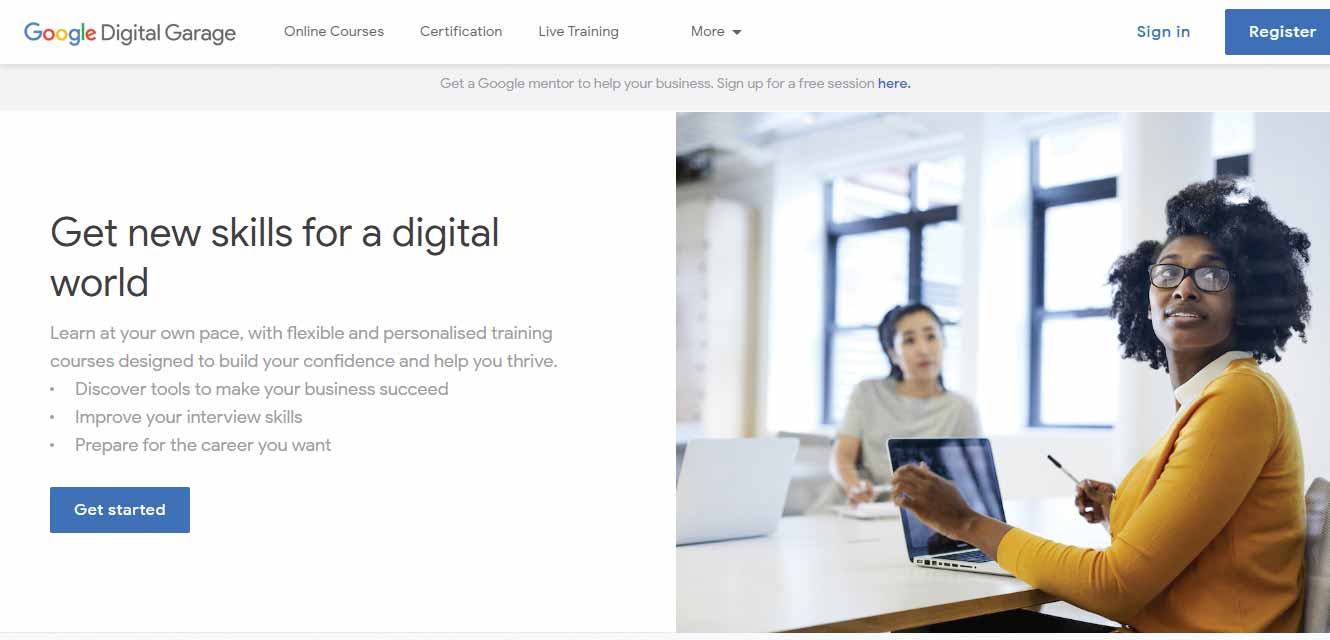 Google Digital Garage
Online Courses
Certification
Live Training
More
Sign in
Register
Get a Google mentor to help your business. Sign up for a free session here.
Get new skills for a digital
world
Learn at your own pace, with flexible and personalised training
courses designed to build your confidence and help you thrive.
• Discover tools to make your business succeed
• Improve your interview skills
• Prepare for the career you want
Get started